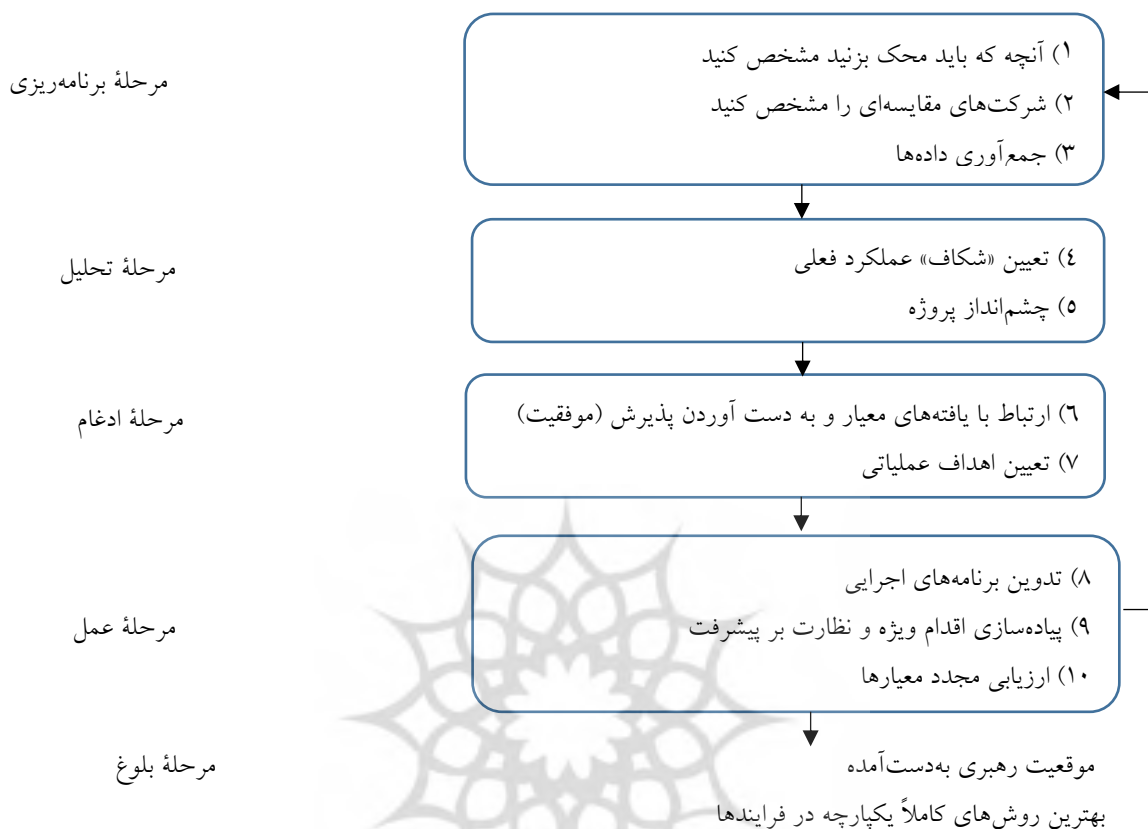 مرحلهٔ برنامه‌ریزی
۱) آنچه که باید محک بزنید مشخص کنید
۲) شرکت‌های مقایسه‌ای را مشخص کنید
۳) جمع‌آوری داده‌ها
مرحلهٔ تحلیل
٤) تعیین «شکاف» عملکرد فعلی
٥) چشم‌انداز پروژه
مرحلهٔ ادغام
٦) ارتباط با یافته‌های معیار و به دست آوردن پذیرش (موفقیت)
۷) تعیین اهداف عملیاتی
مرحلهٔ عمل
۸) تدوین برنامه‌های اجرایی
۹) پیاده‌سازی اقدام ویژه و نظارت بر پیشرفت
۱۰) ارزیابی مجدد معیارها
مرحلهٔ بلوغ
موقعیت رهبری به‌دست‌آمده
بهترین روش‌های کاملاً یکپارچه در فرایندها